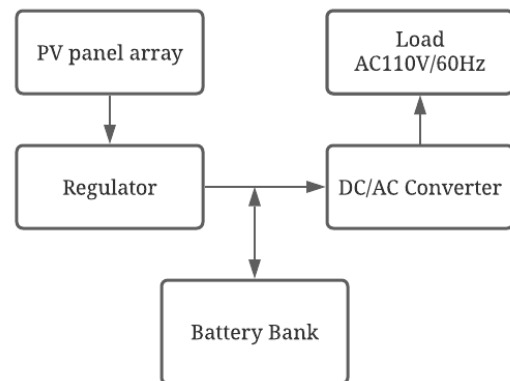 PV panel array
Load
AC110V/60Hz
Regulator
DC/AC Converter
Battery Bank